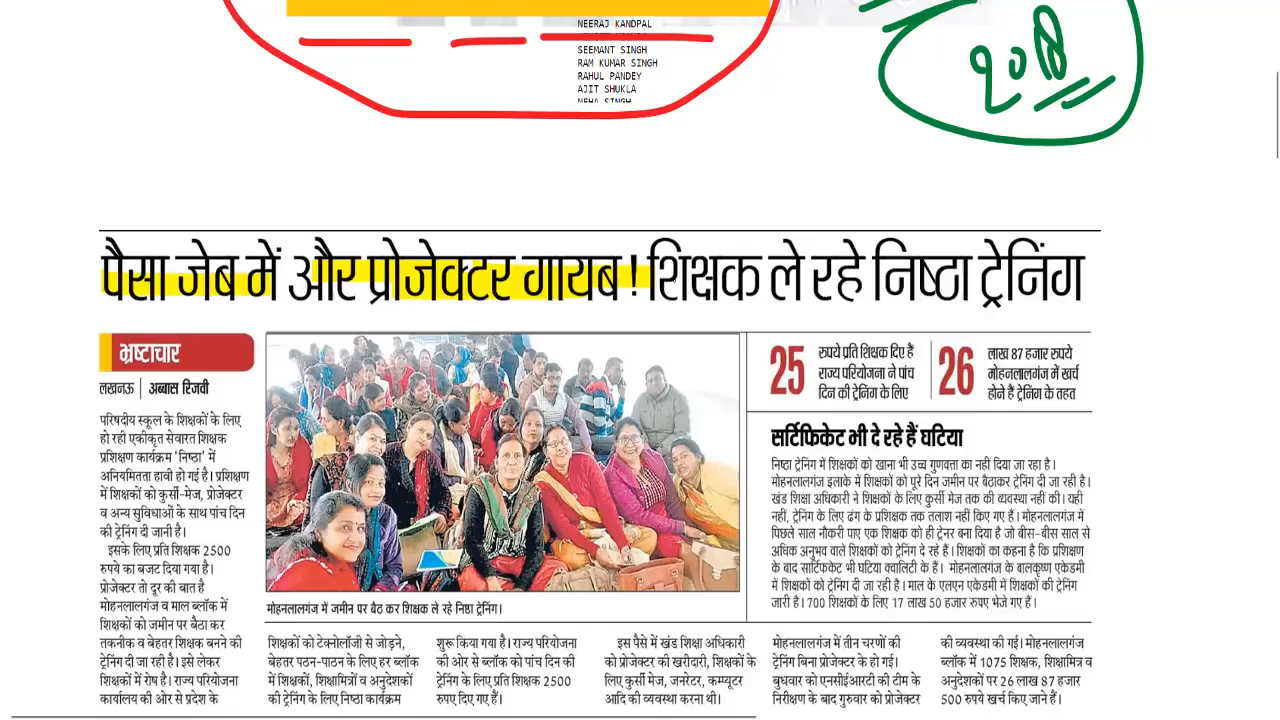 NEERAJ KANDPAL
SEEMANT SINGH
RAM KUMAR SINGH
RAHUL PANDEY
AJIT SHUKLA
NEHA SINGH
पैसा जेब में और प्रोजेक्टर गायब! शिक्षक ले रहे निष्ठा ट्रेनिंग
भ्रष्टाचार
लखनऊ | अब्बास रिजवी
परिषदीय स्कूल के शिक्षकों के लिए
हो रही एकीकृत सेवारत शिक्षक
प्रशिक्षण कार्यक्रम ‘निष्ठा’ में
अनियमितता हावी हो गई है। प्रशिक्षण
में शिक्षकों को कुर्सी-मेज, प्रोजेक्टर
व अन्य सुविधाओं के साथ पांच दिन
की ट्रेनिंग दी जानी है।
इसके लिए प्रति शिक्षक 2500
रुपये का बजट दिया गया है।
प्रोजेक्टर तो दूर की बात है
मोहनलालगंज व माल ब्लॉक में
शिक्षकों को जमीन पर बैठा कर
तकनीक व बेहतर शिक्षक बनने की
ट्रेनिंग दी जा रही है। इसे लेकर
शिक्षकों में रोष है। राज्य परियोजना
कार्यालय की ओर से प्रदेश के
मोहनलालगंज में जमीन पर बैठ कर शिक्षक ले रहे निष्ठा ट्रेनिंग।
शिक्षकों को टेक्नोलॉजी से जोड़ने,
बेहतर पठन-पाठन के लिए हर ब्लॉक
में शिक्षकों, शिक्षामित्रों व अनुदेशकों
की ट्रेनिंग के लिए निष्ठा कार्यक्रम
शुरू किया गया है। राज्य परियोजना
की ओर से ब्लॉक को पांच दिन की
ट्रेनिंग के लिए प्रति शिक्षक 2500
रुपए दिए गए हैं।
इस पैसे में खंड शिक्षा अधिकारी
को प्रोजेक्टर की खरीदारी, शिक्षकों के
लिए कुर्सी मेज, जनरेटर, कम्प्यूटर
आदि की व्यवस्था करना थी।
25 रुपये प्रति शिक्षक दिए हैं
राज्य परियोजना ने पांच
दिन की ट्रेनिंग के लिए
26 लाख 87 हजार रुपये
मोहनलालगंज में खर्च
होने हैं ट्रेनिंग के तहत
सर्टिफिकेट भी दे रहे हैं घटिया
निष्ठा ट्रेनिंग में शिक्षकों को खाना भी उच्च गुणवत्ता का नहीं दिया जा रहा है।
मोहनलालगंज इलाके में शिक्षकों को पूरे दिन जमीन पर बैठाकर ट्रेनिंग दी जा रही है।
खंड शिक्षा अधिकारी ने शिक्षकों के लिए कुर्सी मेज तक की व्यवस्था नहीं की। यही
नहीं, ट्रेनिंग के लिए ढंग के प्रशिक्षक तक तलाश नहीं किए गए हैं। मोहनलालगंज में
पिछले साल नौकरी पाए एक शिक्षक को ही ट्रेनर बना दिया है जो बीस-बीस साल से
अधिक अनुभव वाले शिक्षकों को ट्रेनिंग दे रहे हैं। शिक्षकों का कहना है कि प्रशिक्षण
के बाद सार्टिफकेट भी घटिया क्वालिटी के हैं। मोहनलालगंज के बालकृष्ण एकेडमी
में शिक्षकों को ट्रेनिंग दी जा रही है। माल के एलएन एकेडमी में शिक्षकों की ट्रेनिंग
जारी है। 700 शिक्षकों के लिए 17 लाख 50 हजार रुपए भेजे गए हैं।
मोहनलालगंज में तीन चरणों की
ट्रेनिंग बिना प्रोजेक्टर के हो गई।
बुधवार को एनसीईआरटी की टीम के
निरीक्षण के बाद गुरुवार को प्रोजेक्टर
की व्यवस्था की गई। मोहनलालगंज
ब्लॉक में 1075 शिक्षक, शिक्षामित्र व
अनुदेशकों पर 26 लाख 87 हजार
500 रुपये खर्च किए जाने हैं।